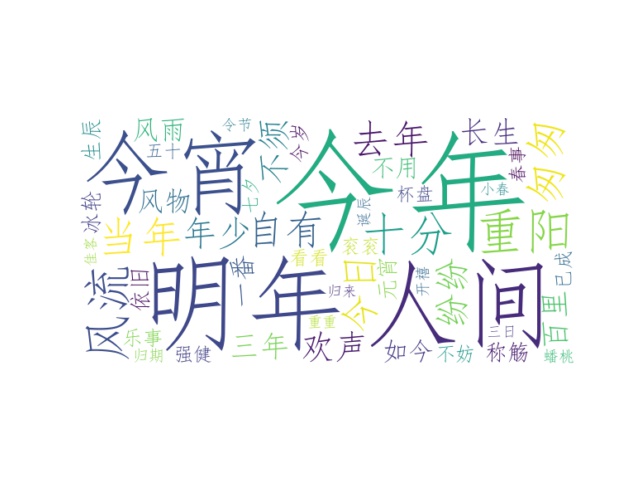 今年
今宵
明年
人间
重阳
风流
十分
自有
年少
当年
去年
长生
匆匆
不须
风雨
风物
今日
纷纷
百里
欢声
三年
如今
称觞
不妨
强健
一番
依旧
乐事
归期
佳客
冰轮
生辰
五十
令节
今岁
七夕
不用
杯盘
诞辰
小春
春事
衮衮
看看
元宵
开禧
归来
重重
三日
已成
蟠桃